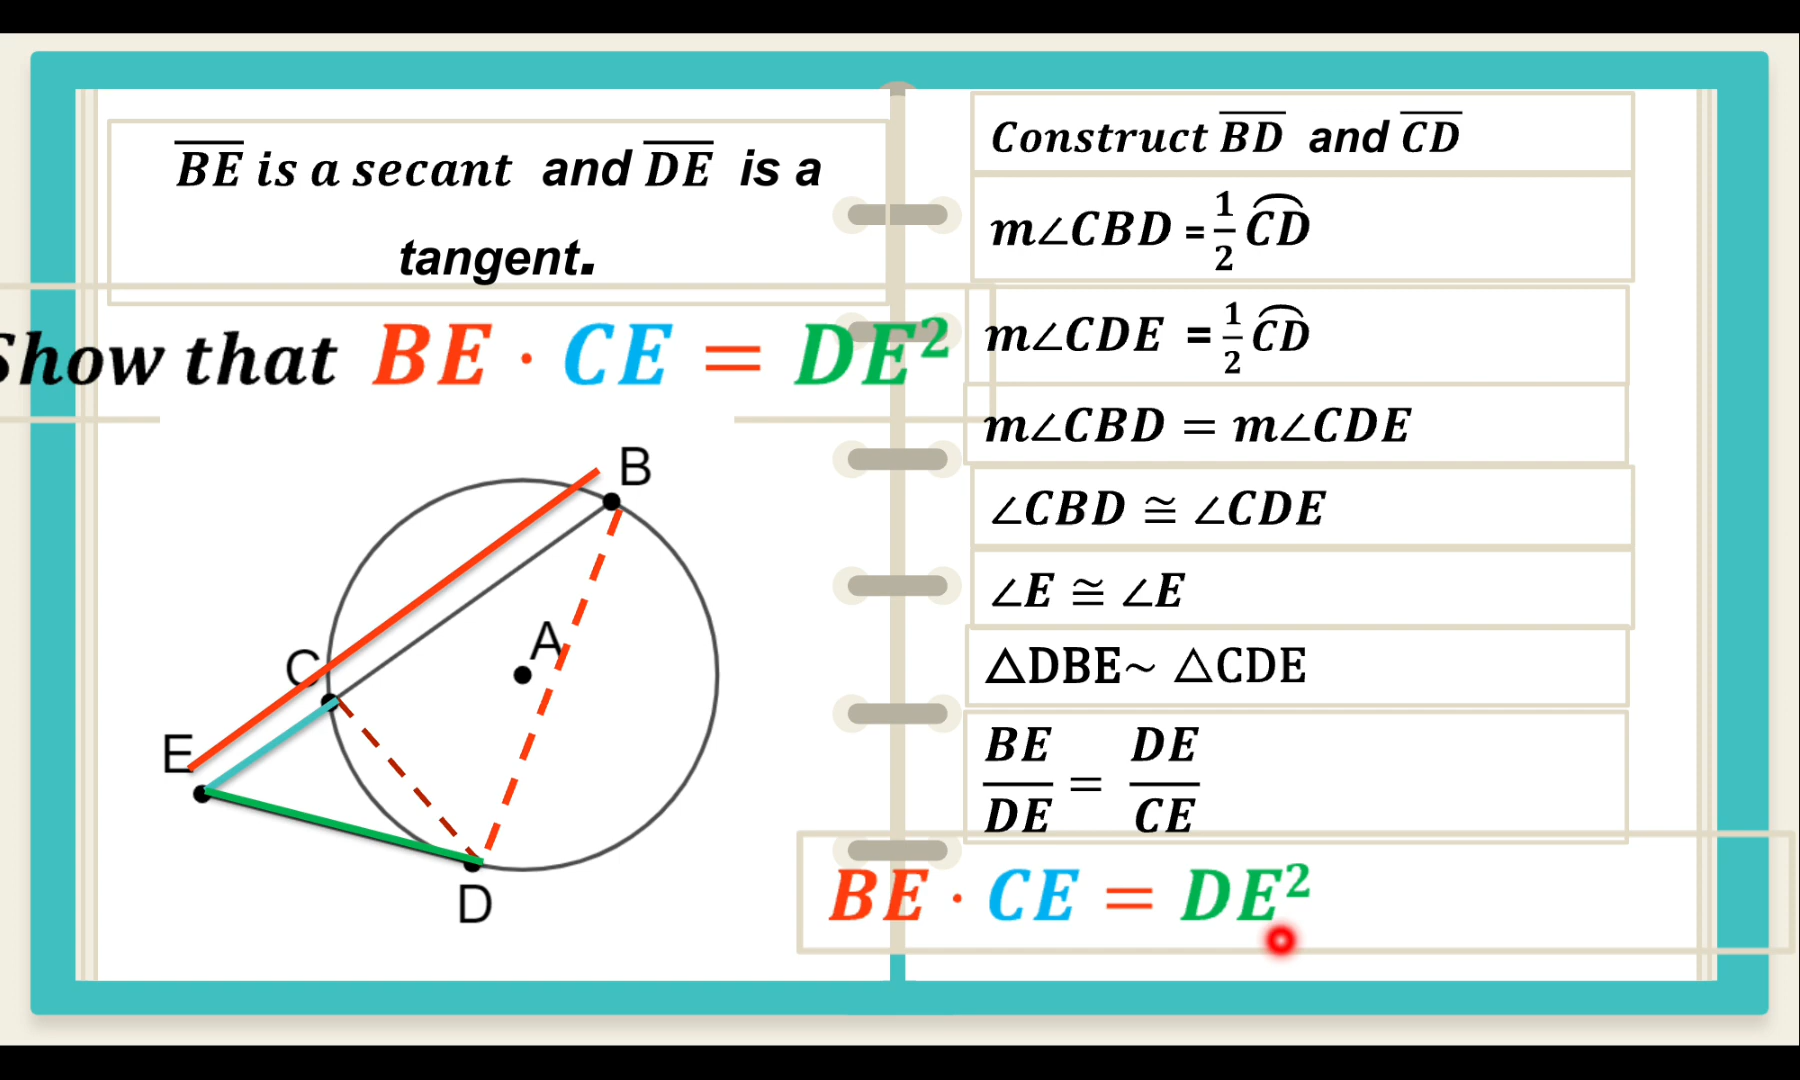 BE is a secant and DE is a
tangent.
Show that BE · CE = DE²
B
A
C
E
D
Construct BD and CD
m∠CBD = 1/2 CD
m∠CDE = 1/2 CD
m∠CBD = m∠CDE
∠CBD ≅ ∠CDE
∠E ≅ ∠E
△DBE~ △CDE
BE/DE = DE/CE
BE · CE = DE²